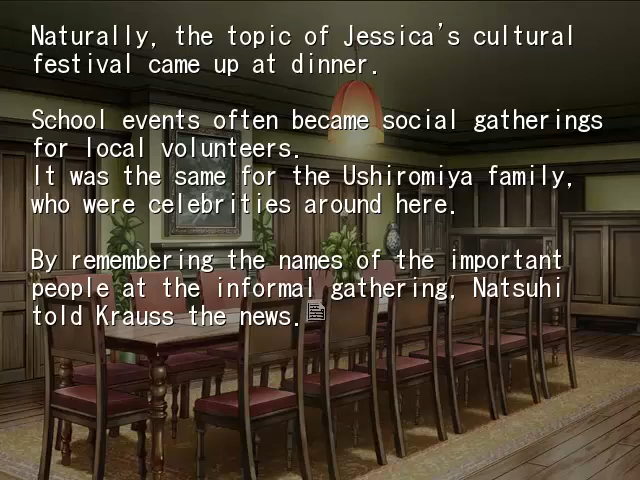 Naturally, the topic of Jessica's cultural
festival came up at dinner.
School events often became social gatherings
for local volunteers.
It was the same for the Ushiromiya family,
who were celebrities around here.
By remembering the names of the important
people at the informal gathering, Natsuhi
told Krauss the news.